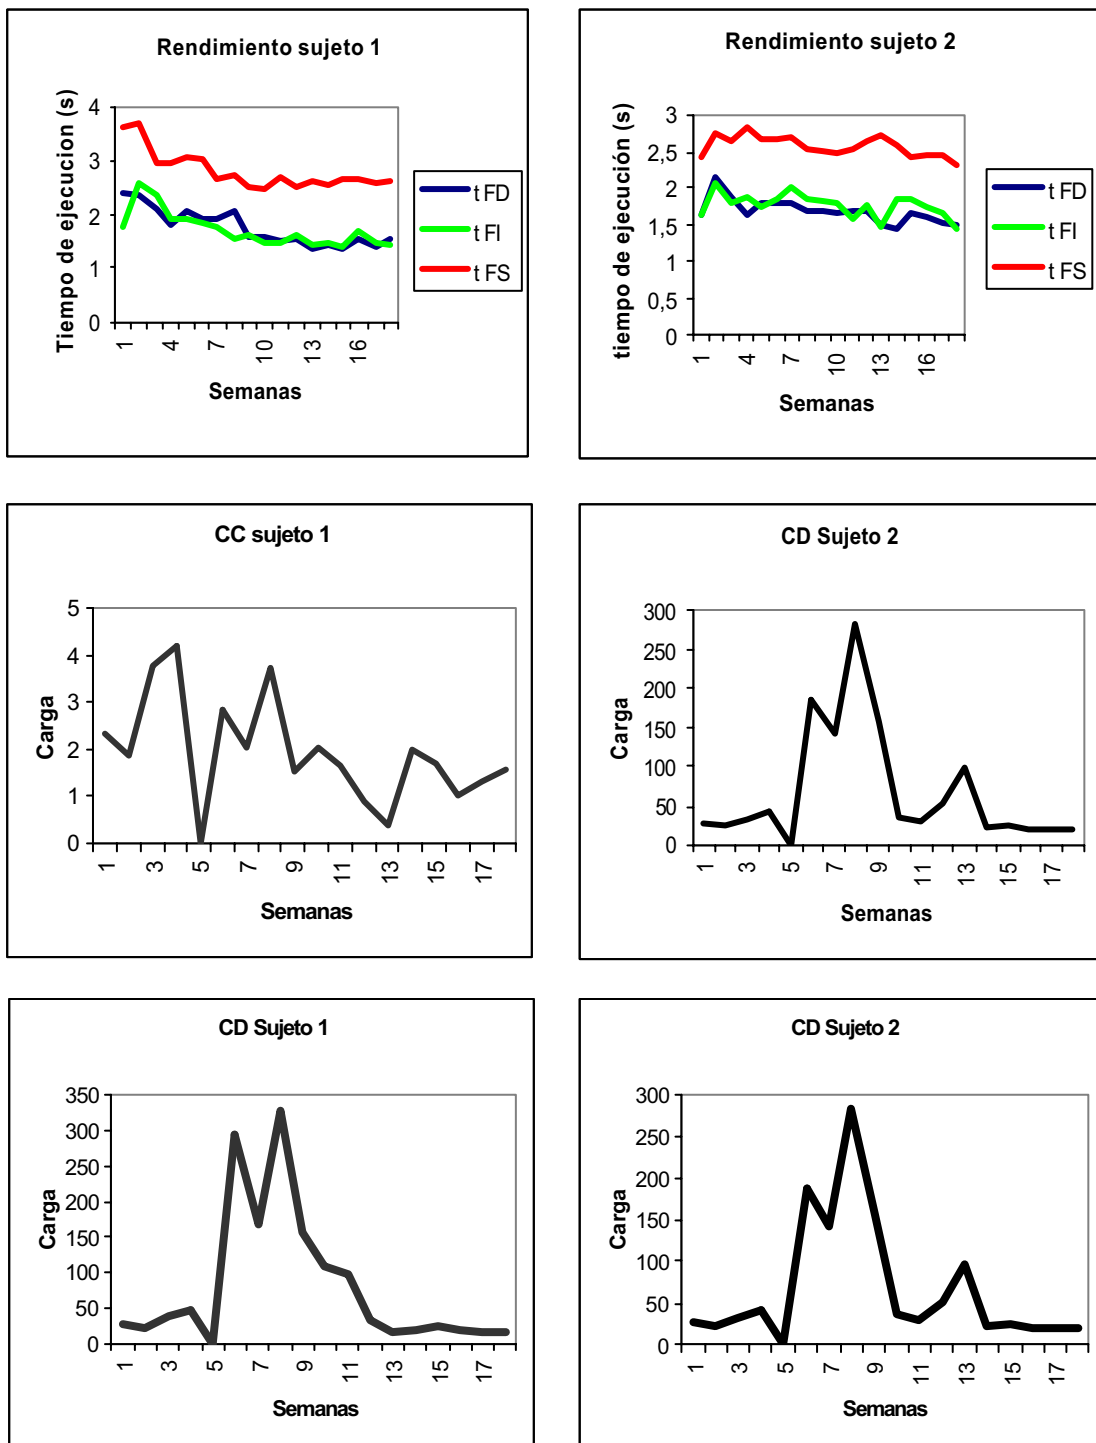 Rendimiento sujeto 1
Tiempo de ejecucion (s)
4
3
2
1
0
1 4 7 10 13 16
Semanas
t FD
t FI
t FS
Rendimiento sujeto 2
tiempo de ejecución (s)
3
2,5
2
1,5
1
0,5
0
1 4 7 10 13 16
Semanas
t FD
t FI
t FS
CC sujeto 1
Carga
5
4
3
2
1
0
1 3 5 7 9 11 13 15 17
Semanas
CD Sujeto 2
Carga
300
250
200
150
100
50
0
1 3 5 7 9 11 13 15 17
Semanas
CD Sujeto 1
Carga
350
300
250
200
150
100
50
0
1 3 5 7 9 11 13 15 17
Semanas
CD Sujeto 2
Carga
300
250
200
150
100
50
0
1 3 5 7 9 11 13 15 17
Semanas